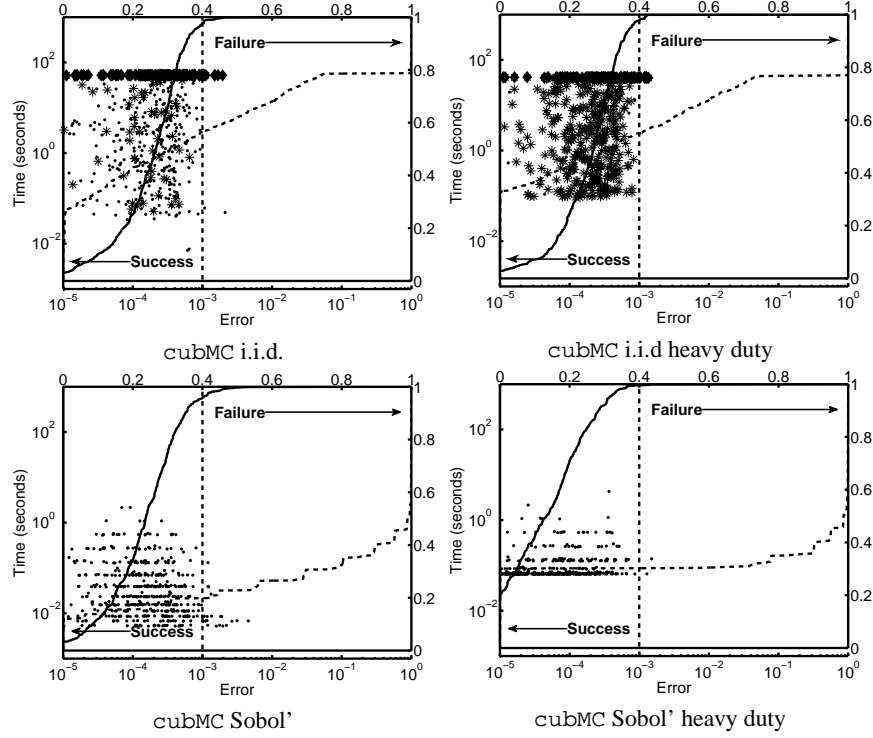 0 0.2 0.4 0.6 0.8 1
0 0.2 0.4 0.6 0.8 1
Failure
Success
Time (seconds)
10^2
10^0
10^-2
1
0.8
0.6
0.4
0.2
0
10^-5 10^-4 10^-3 10^-2 10^-1 10^0
Error
cubMC i.i.d.
Failure
Success
Time (seconds)
10^2
10^0
10^-2
1
0.8
0.6
0.4
0.2
0
10^-5 10^-4 10^-3 10^-2 10^-1 10^0
Error
cubMC i.i.d heavy duty
0 0.2 0.4 0.6 0.8 1
0 0.2 0.4 0.6 0.8 1
Failure
Success
Time (seconds)
10^2
10^0
10^-2
1
0.8
0.6
0.4
0.2
0
10^-5 10^-4 10^-3 10^-2 10^-1 10^0
Error
cubMC Sobol’
Failure
Success
Time (seconds)
10^2
10^0
10^-2
1
0.8
0.6
0.4
0.2
0
10^-5 10^-4 10^-3 10^-2 10^-1 10^0
Error
cubMC Sobol’ heavy duty